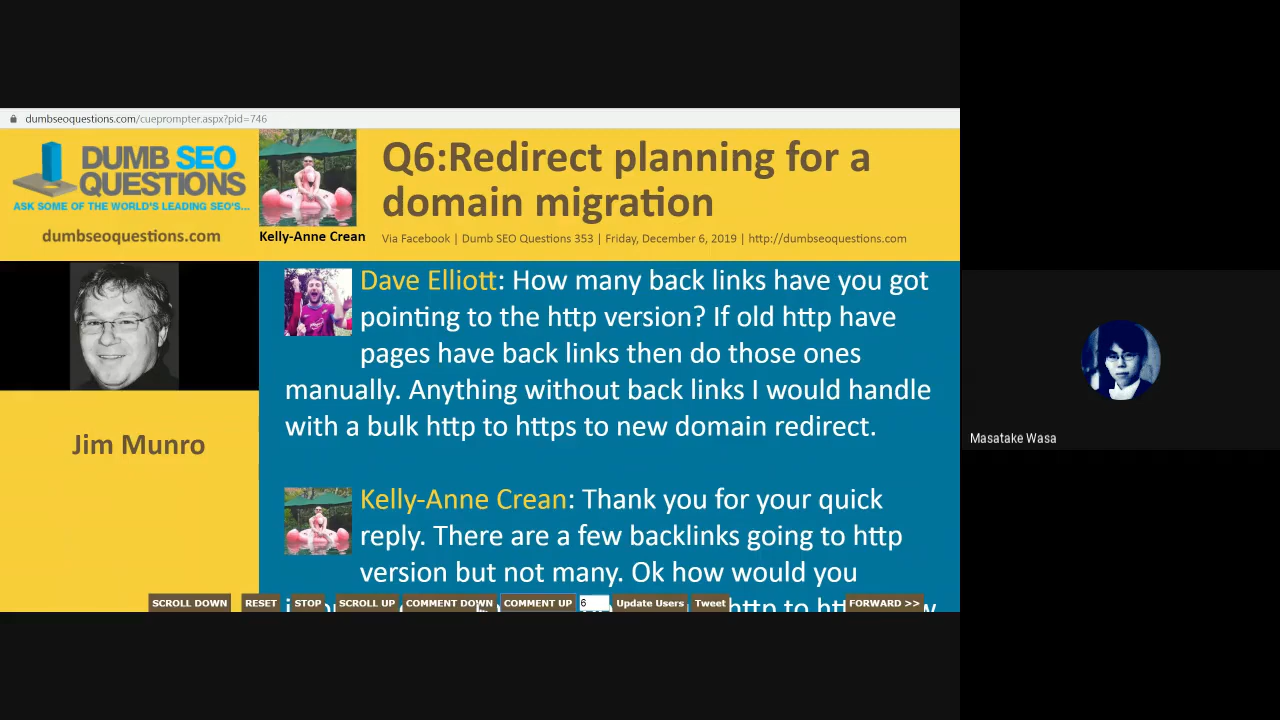 dumbseoquestions.com/cueprompter.aspx?pid=746
DUMB SEO
QUESTIONS
ASK SOME OF THE WORLD'S LEADING SEO'S...
dumbseoquestions.com
Kelly-Anne Crean
Q6:Redirect planning for a
domain migration
Via Facebook | Dumb SEO Questions 353 | Friday, December 6, 2019 | http://dumbseoquestions.com
Jim Munro
Dave Elliott: How many back links have you got
pointing to the http version? If old http have
pages have back links then do those ones
manually. Anything without back links I would handle
with a bulk http to https to new domain redirect.
Kelly-Anne Crean: Thank you for your quick
reply. There are a few backlinks going to http
version but not many. Ok how would you
http to
SCROLL DOWN RESET STOP SCROLL UP COMMENT DOWN COMMENT UP 6 Update Users Tweet FORWARD >>
Masatake Wasa